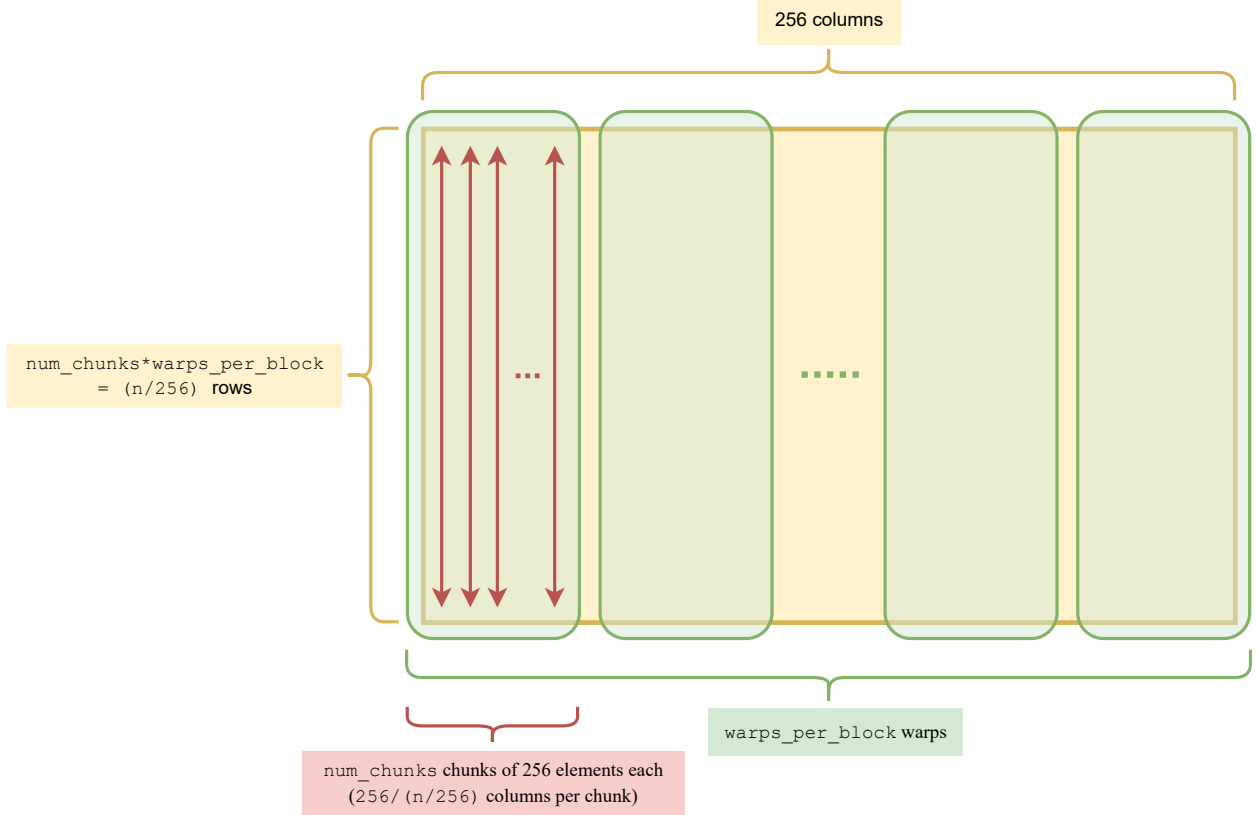 256 columns
num_chunks*warps_per_block
= (n/256) rows
...
.....
warps_per_block warps
num_chunks chunks of 256 elements each
(256/(n/256) columns per chunk)